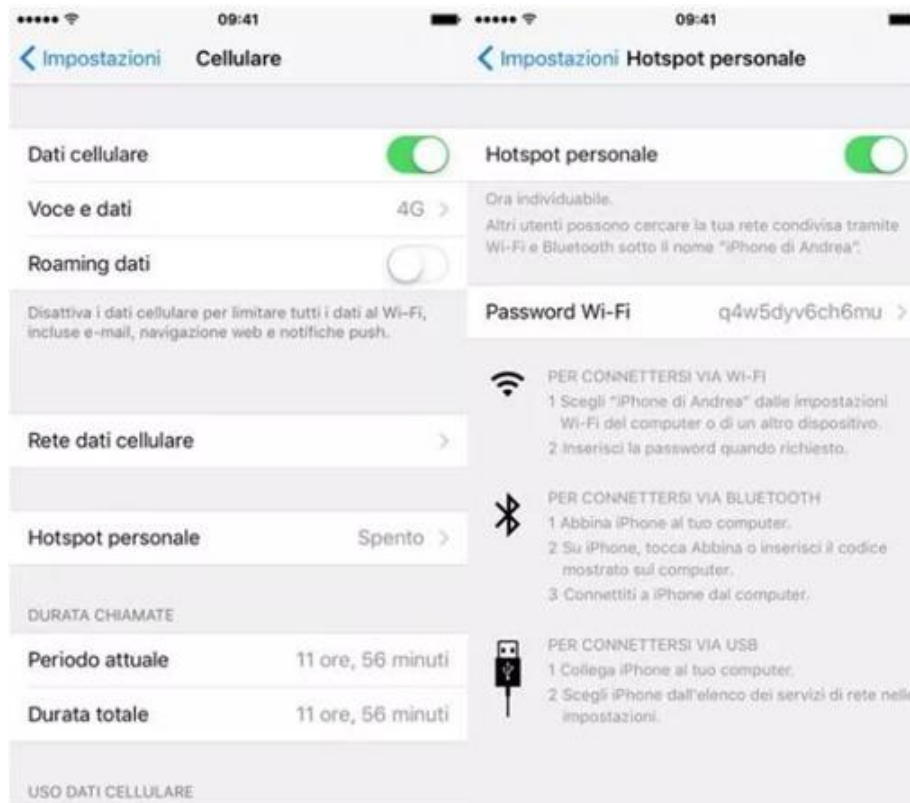 09:41
Impostazioni Cellulare
Dati cellulare
Voce e dati 4G
Roaming dati
Disattiva i dati cellulare per limitare tutti i dati al Wi-Fi,
incluse e-mail, navigazione web e notifiche push.
Rete dati cellulare
Hotspot personale Spento
DURATA CHIAMATE
Periodo attuale 11 ore, 56 minuti
Durata totale 11 ore, 56 minuti
USO DATI CELLULARE
09:41
Impostazioni Hotspot personale
Hotspot personale
Ora individuabile.
Altri utenti possono cercare la tua rete condivisa tramite
Wi-Fi e Bluetooth sotto il nome "iPhone di Andrea".
Password Wi-Fi q4w5dyv6ch6mu
PER CONNETTERSI VIA WI-FI
1 Scegli "iPhone di Andrea" dalle impostazioni
Wi-Fi del computer o di un altro dispositivo.
2 Inserisci la password quando richiesto.
PER CONNETTERSI VIA BLUETOOTH
1 Abbina iPhone al tuo computer.
2 Su iPhone, tocca Abbina o inserisci il codice
mostrato sul computer.
3 Connettiti a iPhone dal computer.
PER CONNETTERSI VIA USB
1 Collega iPhone al tuo computer.
2 Scegli iPhone dall'elenco dei servizi di rete nelle
impostazioni.